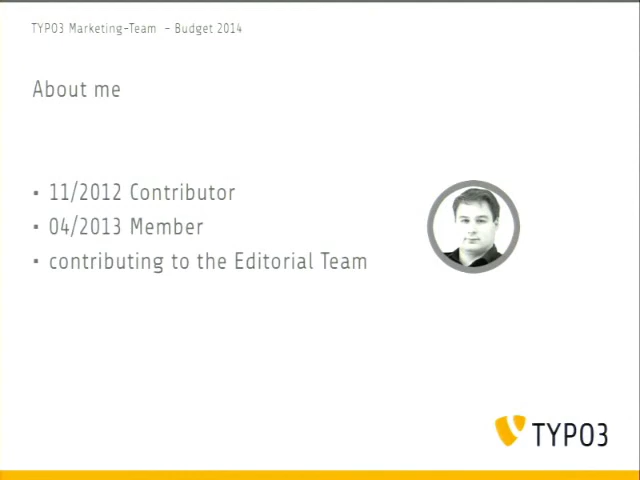 TYPO3 Marketing-Team - Budget 2014
About me
▪ 11/2012 Contributor
▪ 04/2013 Member
▪ contributing to the Editorial Team
TYPO3